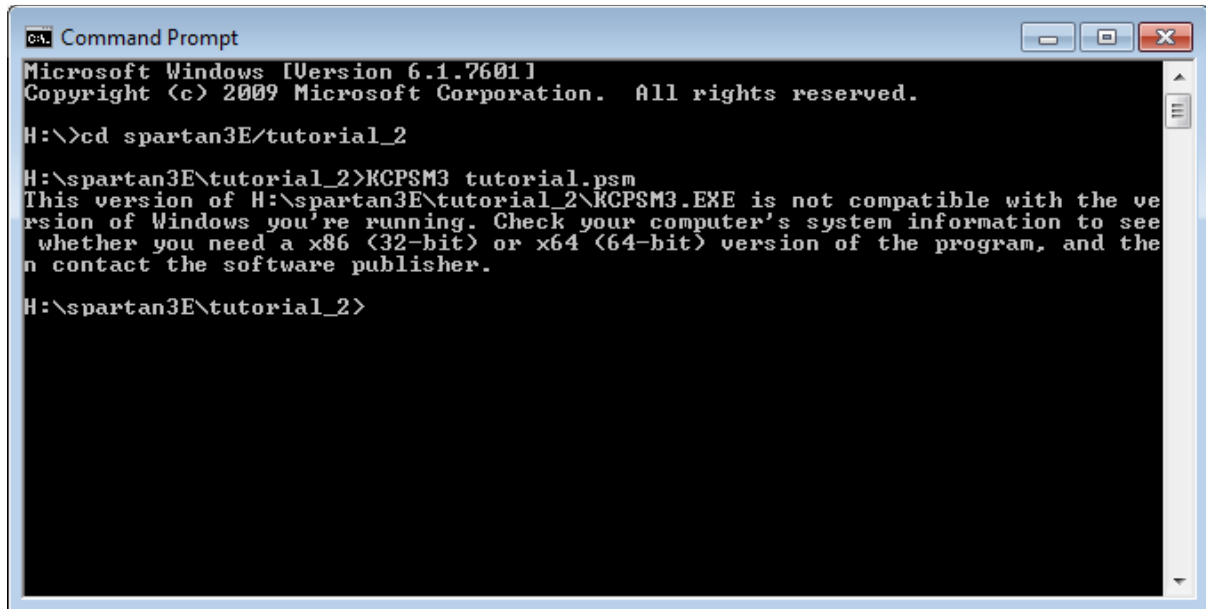 Command Prompt
Microsoft Windows [Version 6.1.7601]
Copyright (c) 2009 Microsoft Corporation.  All rights reserved.
H:\>cd spartan3E/tutorial_2
H:\spartan3E\tutorial_2>KCPSM3 tutorial.psm
This version of H:\spartan3E\tutorial_2\KCPSM3.EXE is not compatible with the ve
rsion of Windows you're running. Check your computer's system information to see
 whether you need a x86 (32-bit) or x64 (64-bit) version of the program, and the
n contact the software publisher.
H:\spartan3E\tutorial_2>